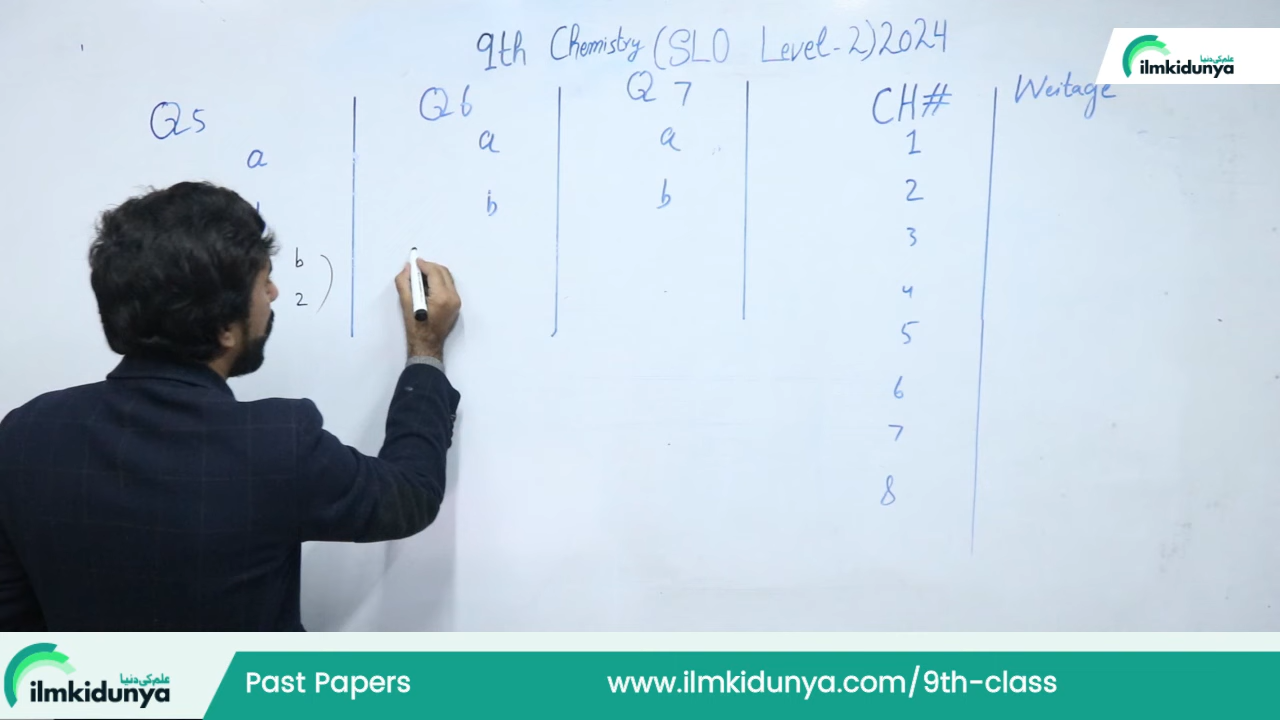 9th Chemistry (SLO Level-2) 2024
علم کی دنیا
ilmkidunya
Q5
a
b
2
Q6
a
b
Q7
a
b
CH#
1
2
3
4
5
6
7
8
Weitage
علم کی دنیا
ilmkidunya
Past Papers
www.ilmkidunya.com/9th-class